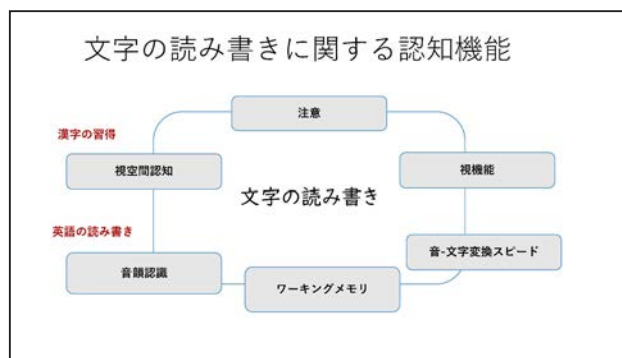 文字の読み書きに関する認知機能
注意
漢字の習得
視空間認知
視機能
文字の読み書き
英語の読み書き
音韻認識
音-文字変換スピード
ワーキングメモリ